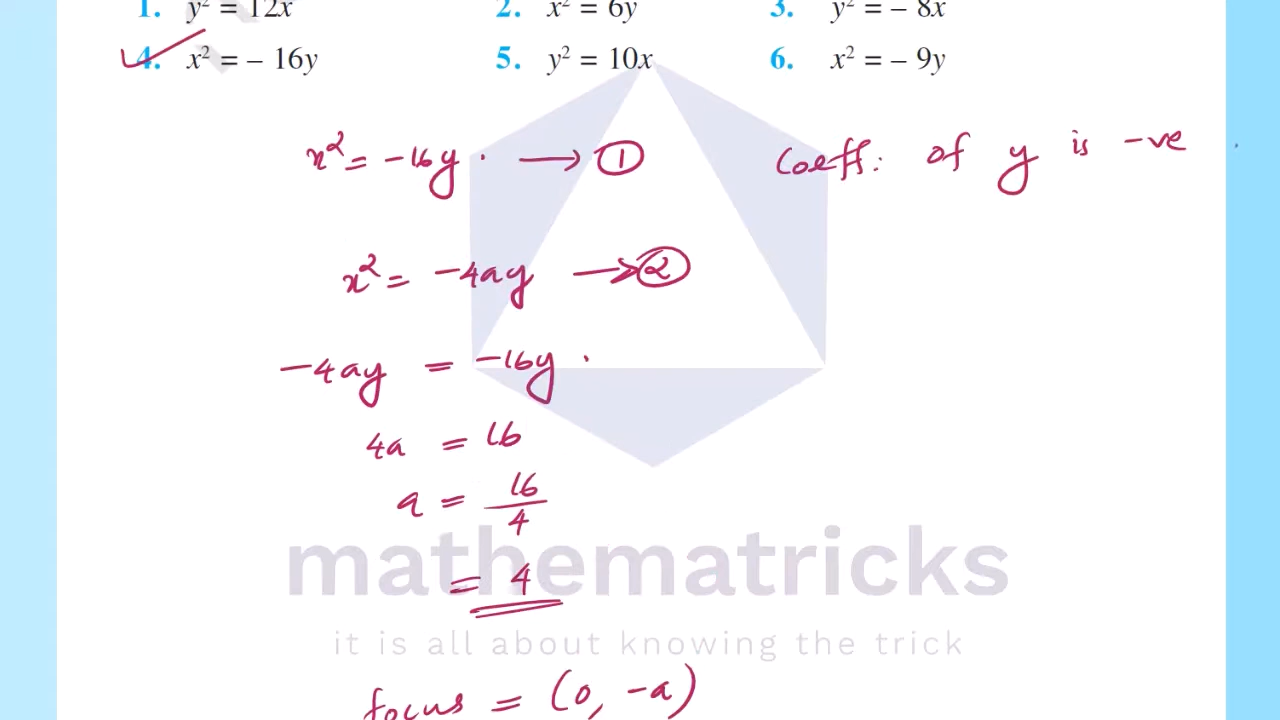 1. y² = 12x 2. x² = 6y 3. y² = – 8x
4. x² = – 16y 5. y² = 10x 6. x² = – 9y
x² = -16y . → ① Coeff: of y is -ve
x² = -4ay → ②
-4ay = -16y .
4a = 16
a = 16/4
= 4
mathematricks
it is all about knowing the trick
focus = (0, -a)